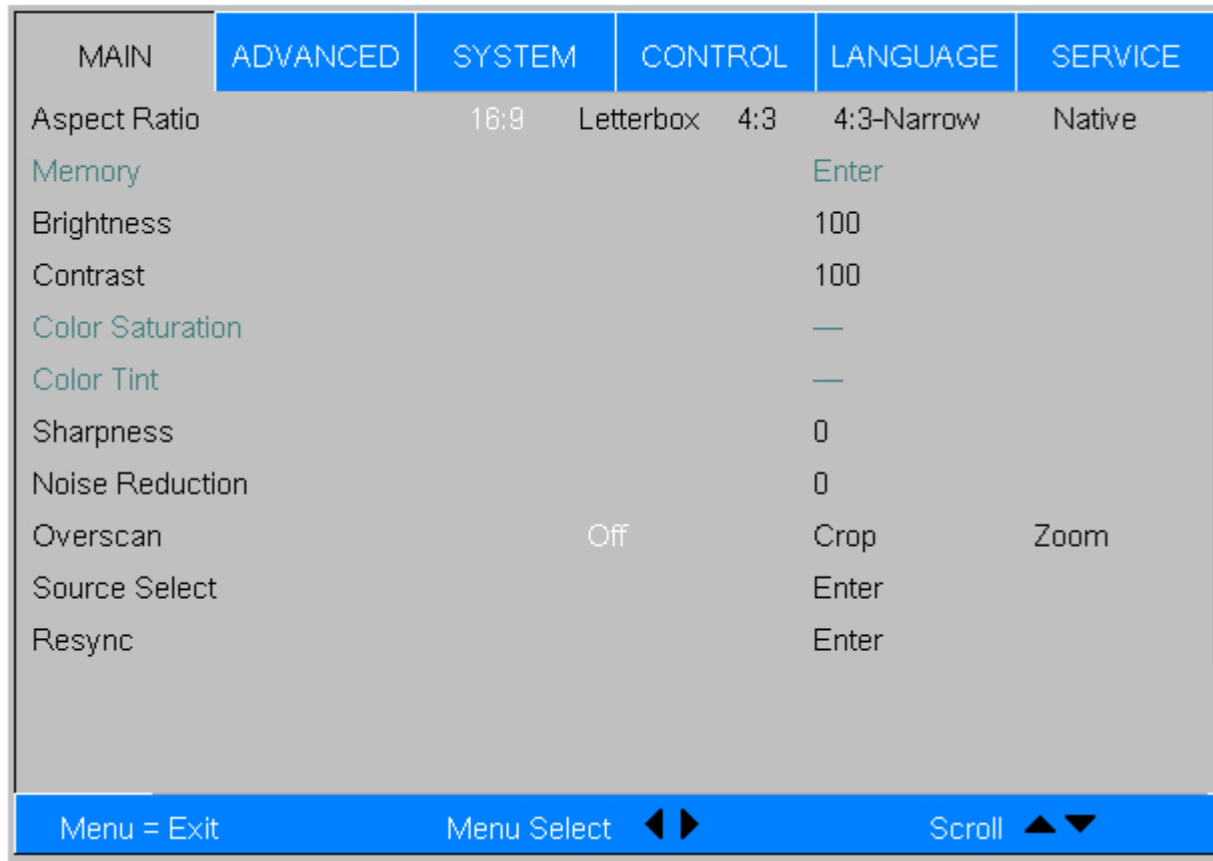 MAIN ADVANCED SYSTEM CONTROL LANGUAGE SERVICE
Aspect Ratio 16:9 Letterbox 4:3 4:3-Narrow Native
Memory Enter
Brightness 100
Contrast 100
Color Saturation —
Color Tint —
Sharpness 0
Noise Reduction 0
Overscan Off Crop Zoom
Source Select Enter
Resync Enter
Menu = Exit Menu Select Scroll